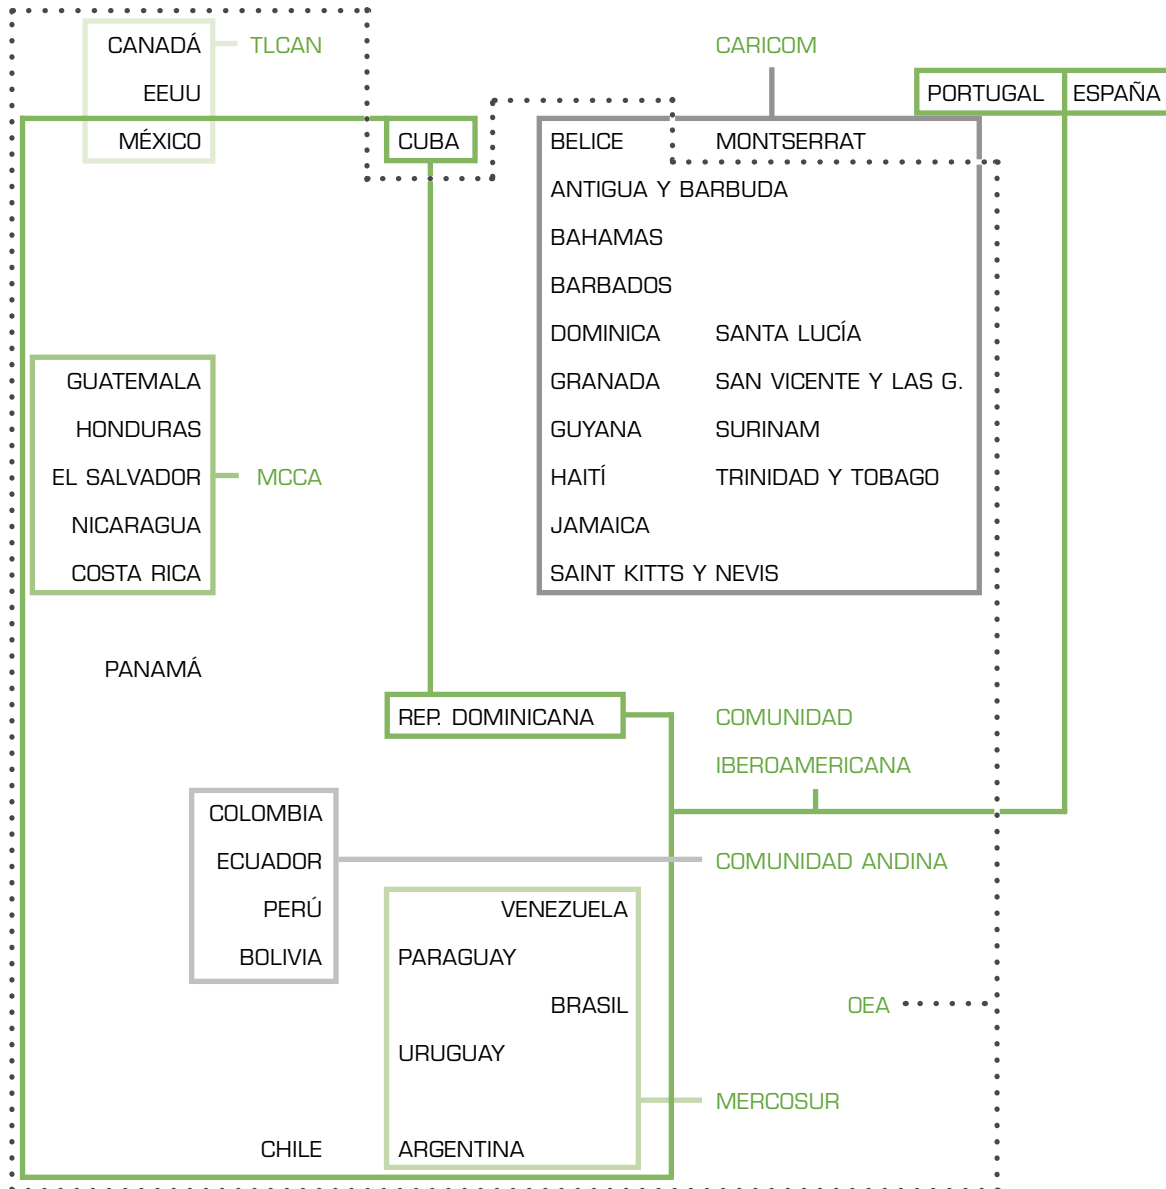 CANADÁ TLCAN CARICOM
EEUU PORTUGAL ESPAÑA
MÉXICO CUBA BELICE MONTSERRAT
ANTIGUA Y BARBUDA
BAHAMAS
BARBADOS
DOMINICA SANTA LUCÍA
GUATEMALA GRANADA SAN VICENTE Y LAS G.
HONDURAS GUYANA SURINAM
EL SALVADOR MCCA HAITÍ TRINIDAD Y TOBAGO
NICARAGUA JAMAICA
COSTA RICA SAINT KITTS Y NEVIS
PANAMÁ
REP. DOMINICANA COMUNIDAD
IBEROAMERICANA
COLOMBIA
ECUADOR COMUNIDAD ANDINA
PERÚ VENEZUELA
BOLIVIA PARAGUAY
BRASIL OEA
URUGUAY
MERCOSUR
CHILE ARGENTINA